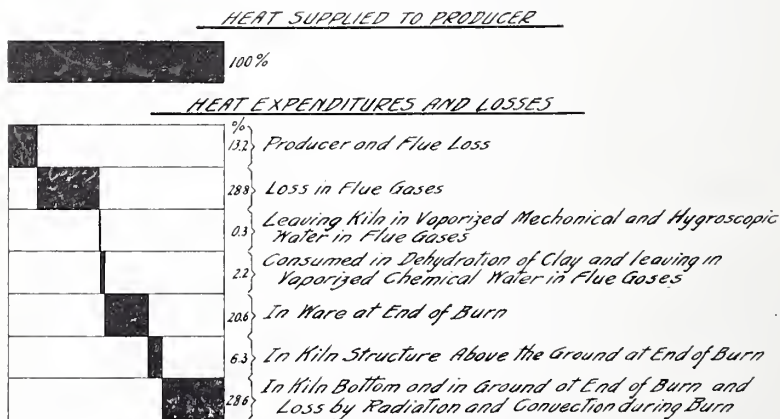 HEAT SUPPLIED TO PRODUCER
100%
HEAT EXPENDITURES AND LOSSES
%
13.2 Producer and Flue Loss
28.8 Loss in Flue Gases
0.3 Leaving Kiln in Vaporized Mechanical and Hygroscopic
Water in Flue Gases
2.2 Consumed in Dehydration of Clay and leaving in
Vaporized Chemical Water in Flue Gases
20.6 In Ware at End of Burn
6.3 In Kiln Structure Above the Ground at End of Burn
28.6 In Kiln Bottom and in Ground at End of Burn and
Loss by Radiation and Convection during Burn